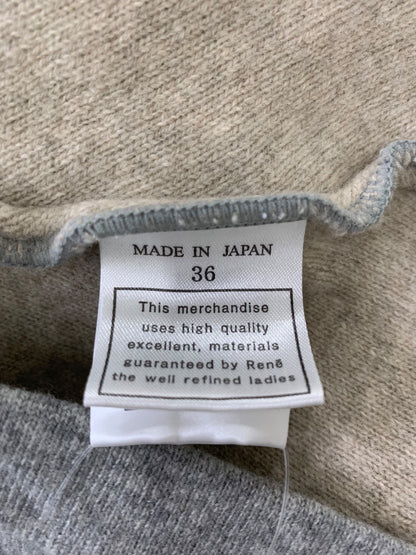 MADE IN JAPAN
36
This merchandise
uses high quality
excellent, materials
guaranteed by René
the well refined ladies